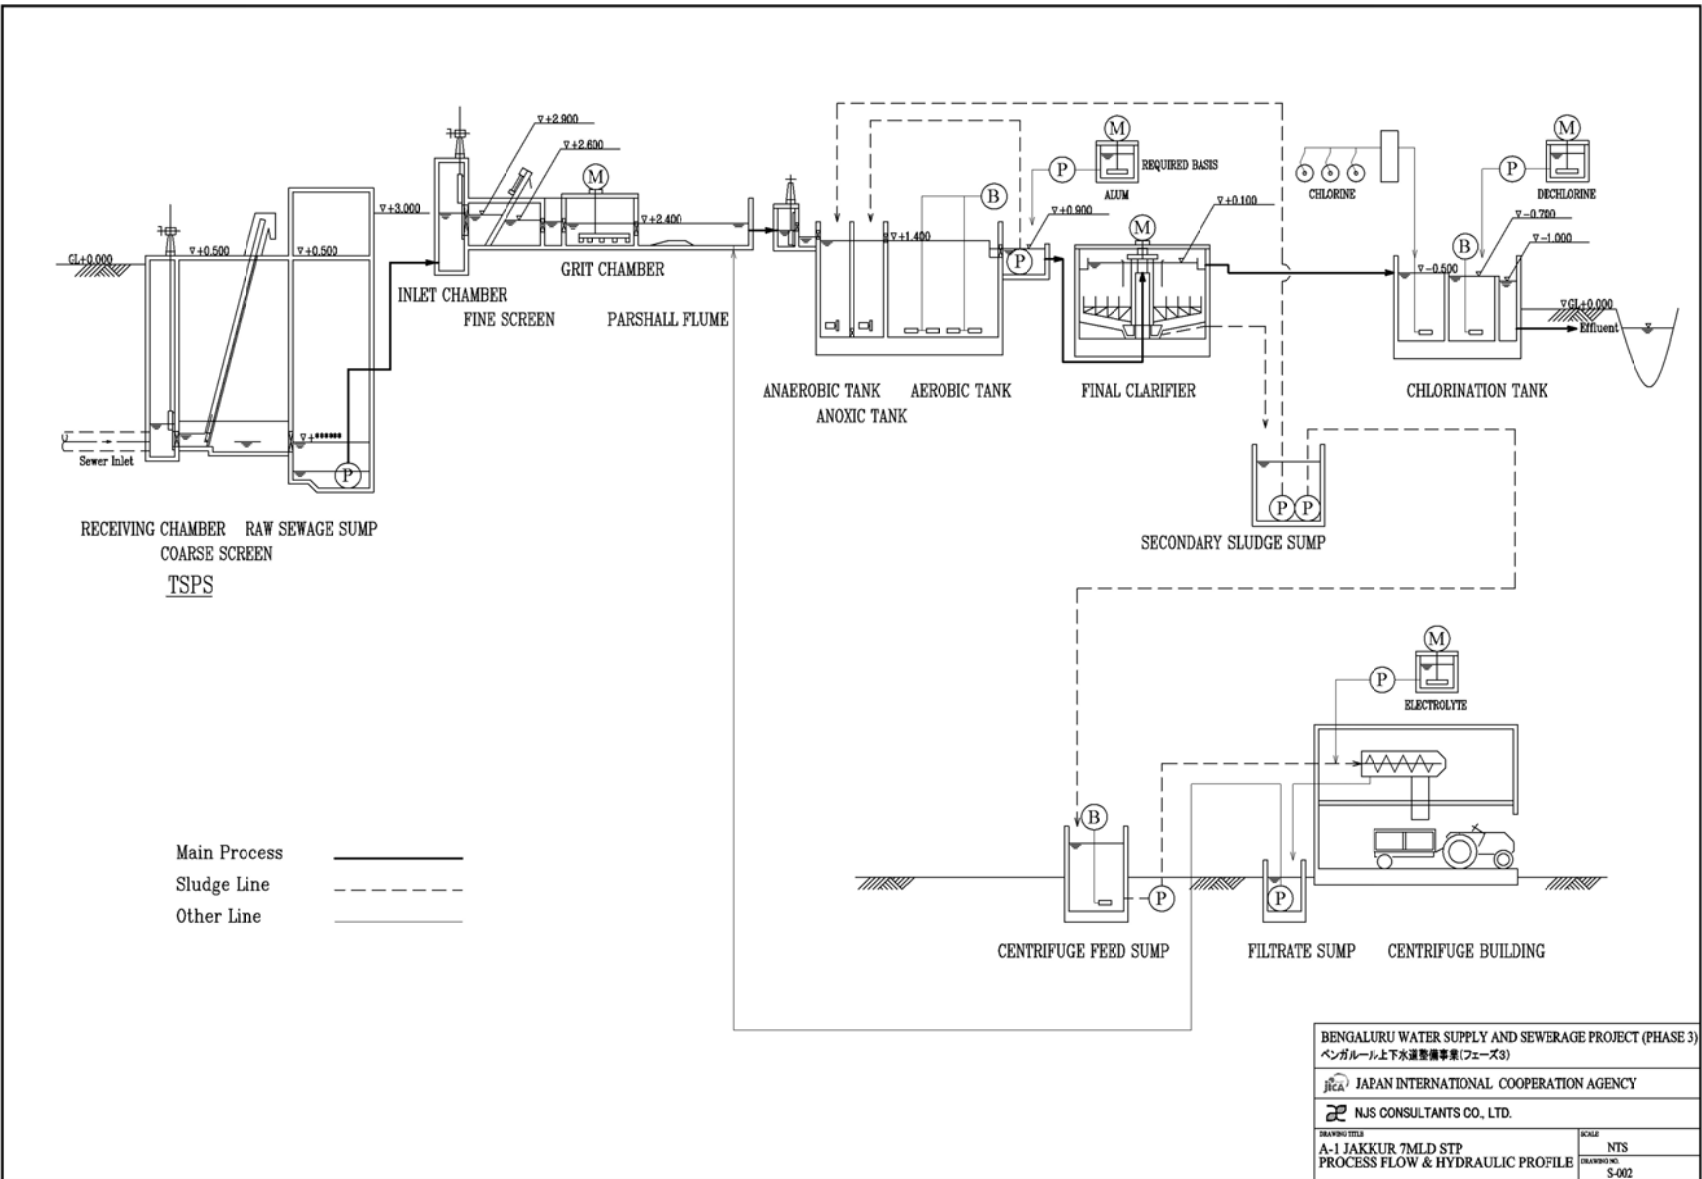 ▽+2.900
▽+2.600
M
▽+3.000
▽+2.400
▽+0.500
▽+0.500
GL±0.000
GRIT CHAMBER
INLET CHAMBER
FINE SCREEN
PARSHALL FLUME
▽+******
Sewer Inlet
P
RECEIVING CHAMBER
RAW SEWAGE SUMP
COARSE SCREEN
TSPS
M
P
REQUIRED BASIS
ALUM
B
▽+0.900
▽+1.400
P
M
▽+0.100
CHLORINE
M
P
DECHLORINE
▽-0.700
B
▽-1.000
▽-0.500
▽GL±0.000
Effluent
ANAEROBIC TANK
AEROBIC TANK
ANOXIC TANK
FINAL CLARIFIER
CHLORINATION TANK
P
P
SECONDARY SLUDGE SUMP
M
P
ELECTROLYTE
B
P
P
CENTRIFUGE FEED SUMP
FILTRATE SUMP
CENTRIFUGE BUILDING
Main Process
Sludge Line
Other Line
BENGALURU WATER SUPPLY AND SEWERAGE PROJECT (PHASE 3)
ベンガルール上下水道整備事業(フェーズ3)
jica JAPAN INTERNATIONAL COOPERATION AGENCY
NJS CONSULTANTS CO., LTD.
DRAWING TITLE
A-1 JAKKUR 7MLD STP
PROCESS FLOW & HYDRAULIC PROFILE
SCALE
NTS
DRAWING NO.
S-002